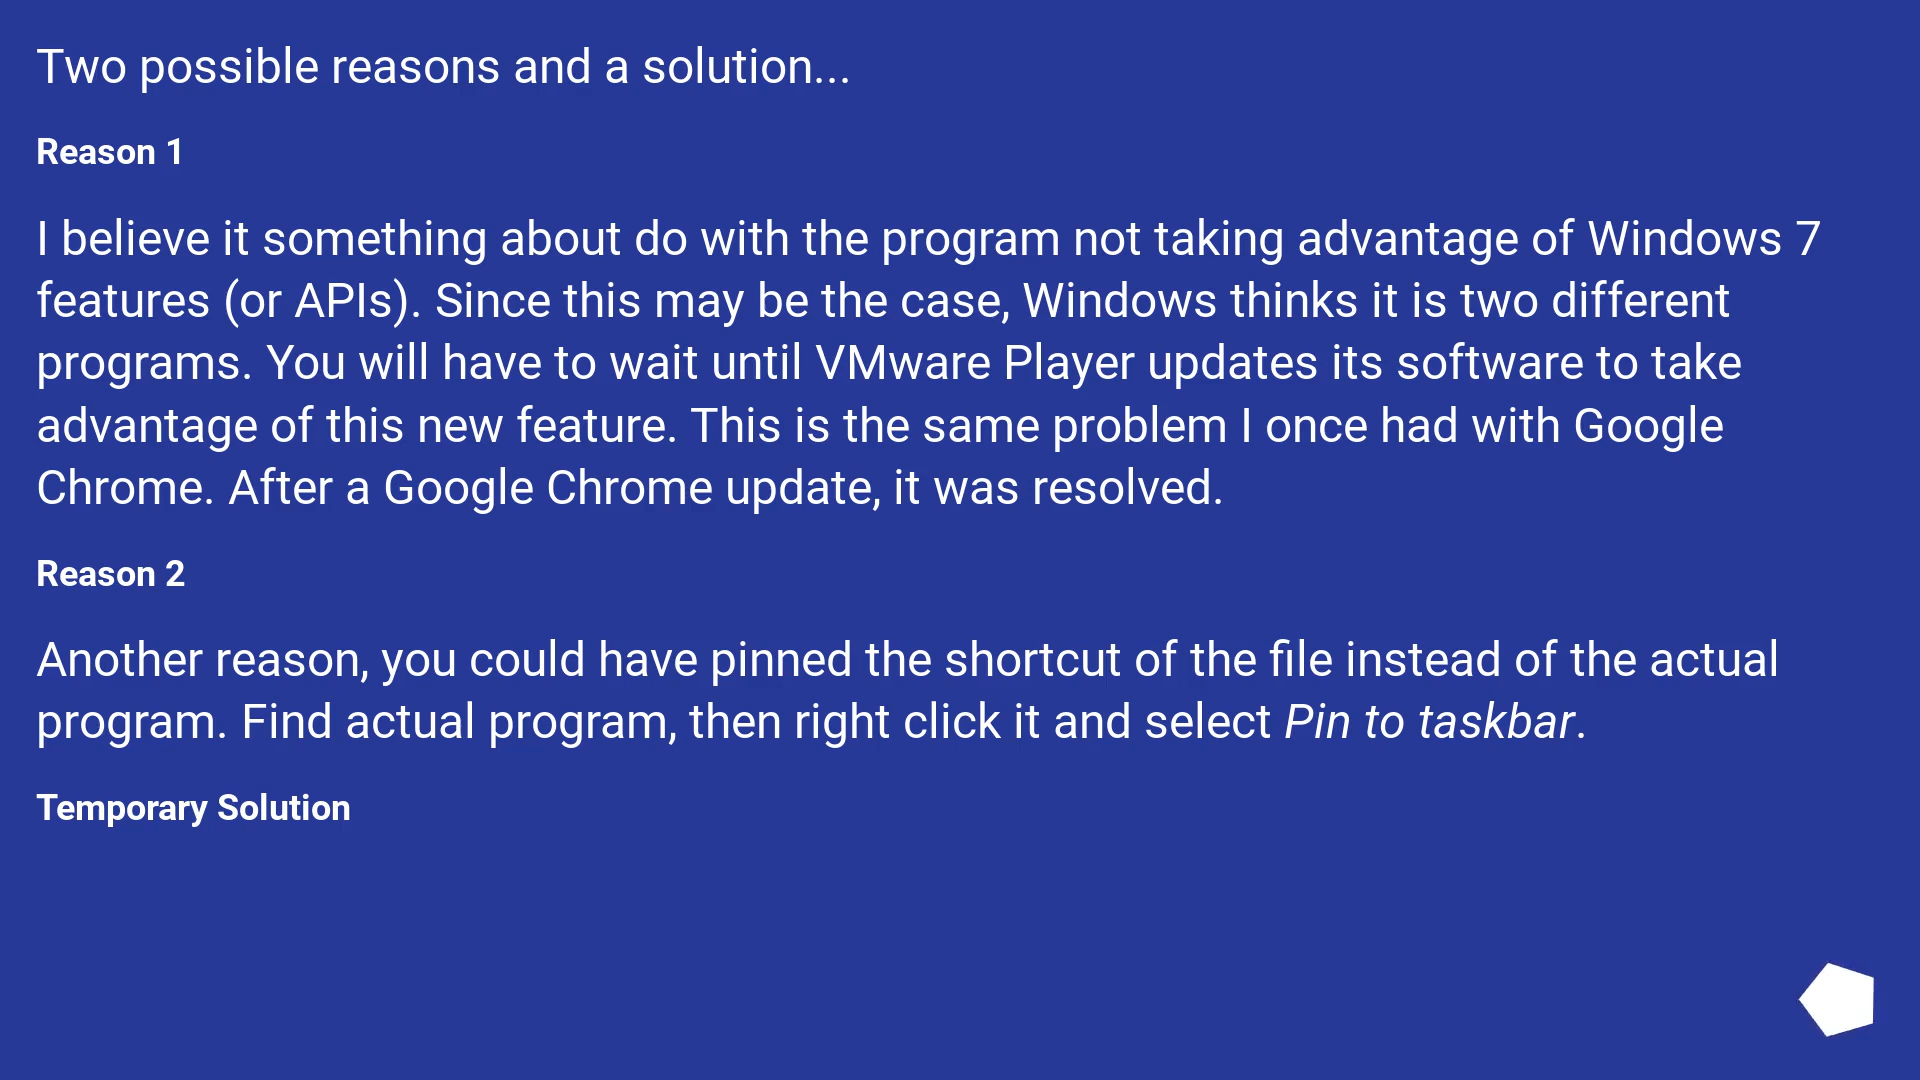 Two possible reasons and a solution...
Reason 1
I believe it something about do with the program not taking advantage of Windows 7
features (or APIs). Since this may be the case, Windows thinks it is two different
programs. You will have to wait until VMware Player updates its software to take
advantage of this new feature. This is the same problem I once had with Google
Chrome. After a Google Chrome update, it was resolved.
Reason 2
Another reason, you could have pinned the shortcut of the file instead of the actual
program. Find actual program, then right click it and select Pin to taskbar.
Temporary Solution